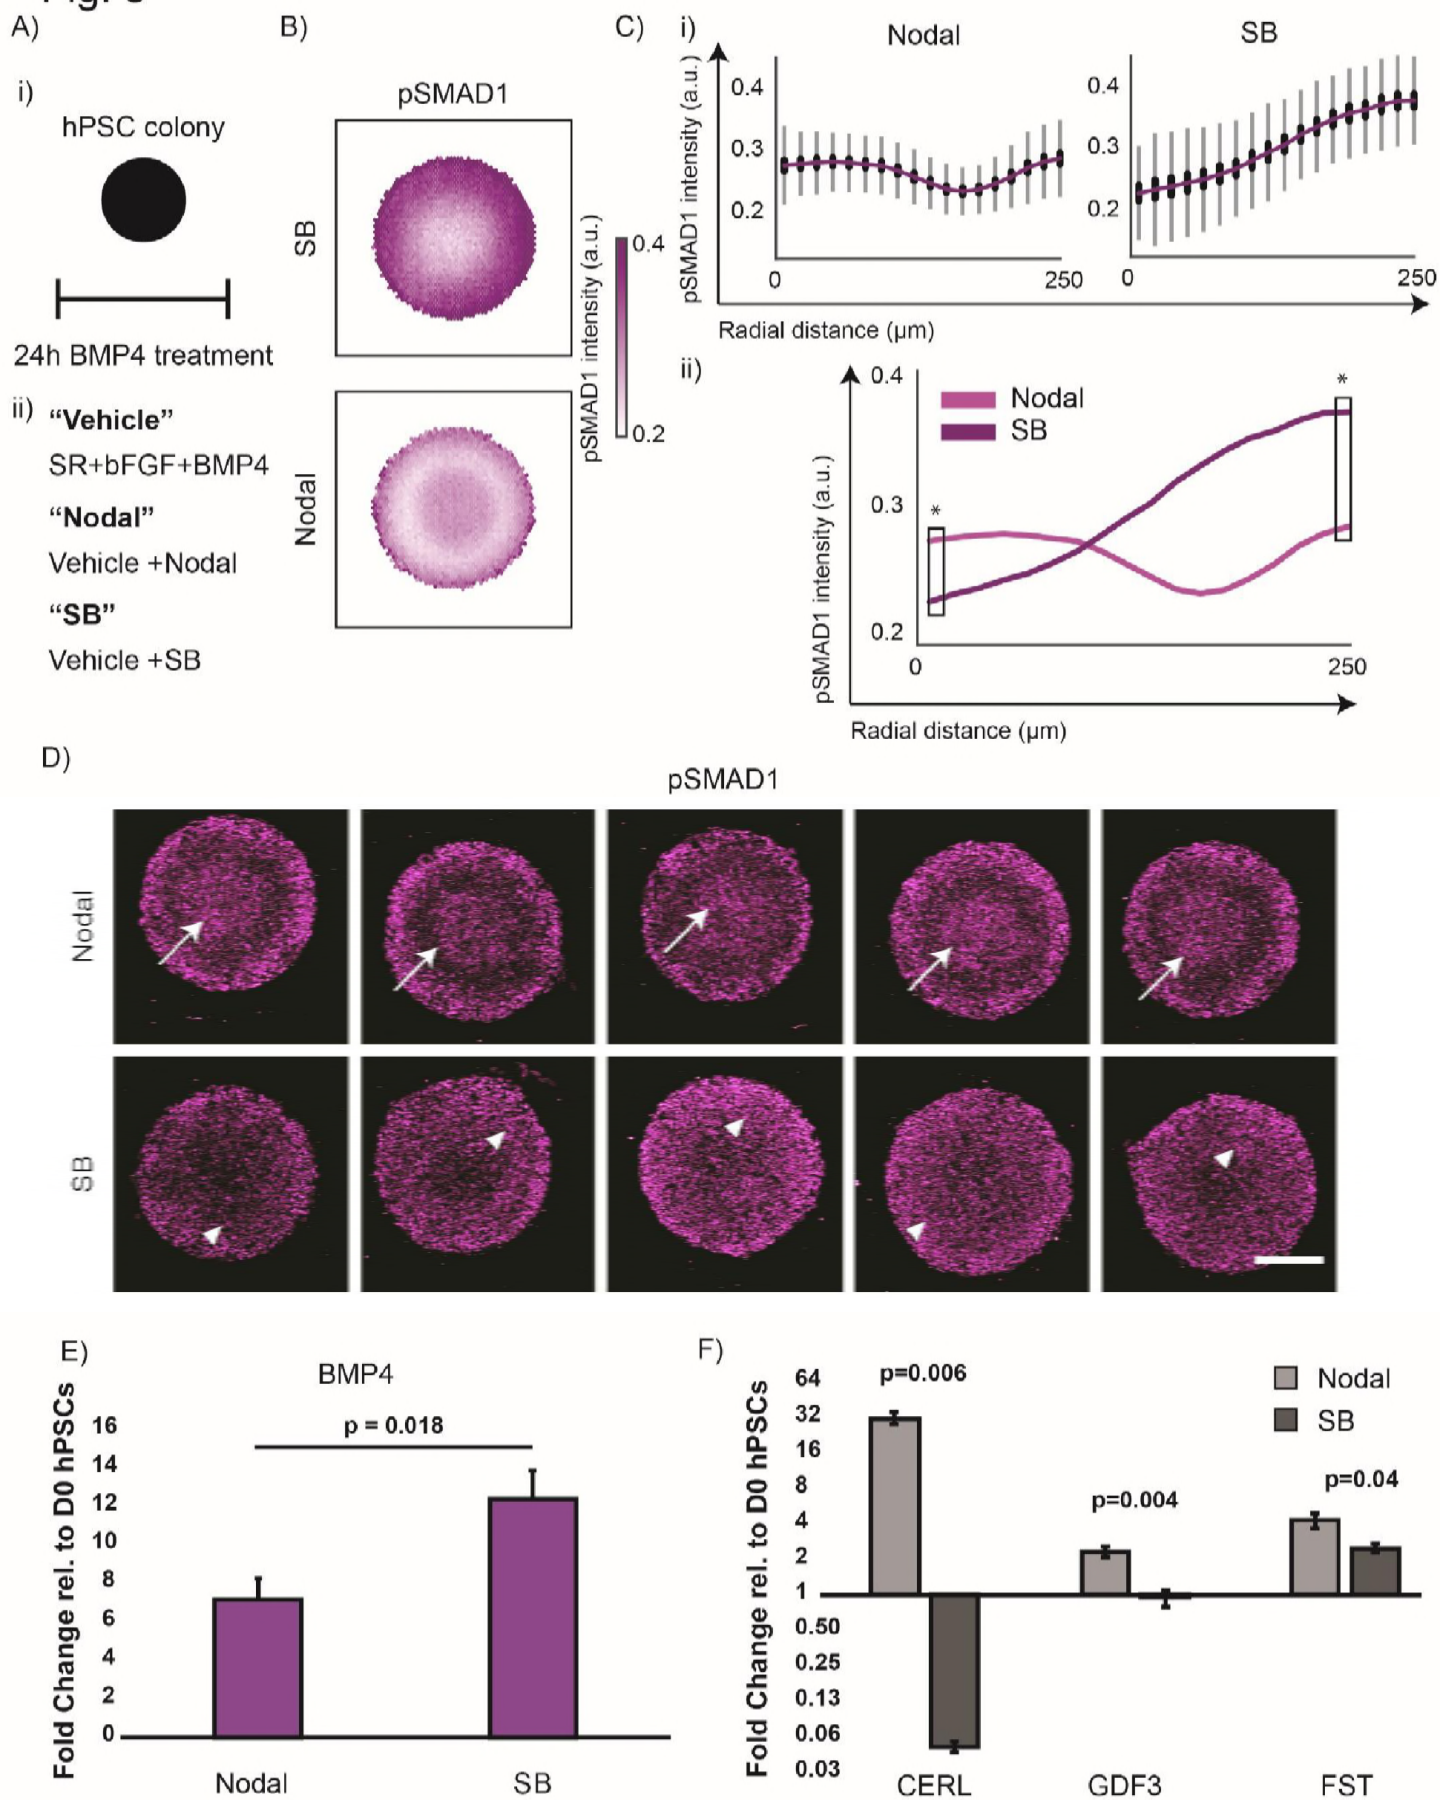 A)
i)
hPSC colony
24h BMP4 treatment
ii)
“Vehicle”
SR+bFGF+BMP4
“Nodal”
Vehicle +Nodal
“SB”
Vehicle +SB
B)
pSMAD1
SB
Nodal
pSMAD1 intensity (a.u.)
0.4
0.2
C)
i)
Nodal
SB
pSMAD1 intensity (a.u.)
0.4
0.3
0.2
0
250
0.4
0.3
0.2
0
250
Radial distance (µm)
ii)
pSMAD1 intensity (a.u.)
0.4
0.3
0.2
Nodal
SB
*
*
0
250
Radial distance (µm)
D)
pSMAD1
Nodal
SB
E)
BMP4
p = 0.018
Fold Change rel. to D0 hPSCs
16
14
12
10
8
6
4
2
0
Nodal
SB
F)
Fold Change rel. to D0 hPSCs
64
32
16
8
4
2
1
0.50
0.25
0.13
0.06
0.03
p=0.006
p=0.004
p=0.04
Nodal
SB
CERL
GDF3
FST